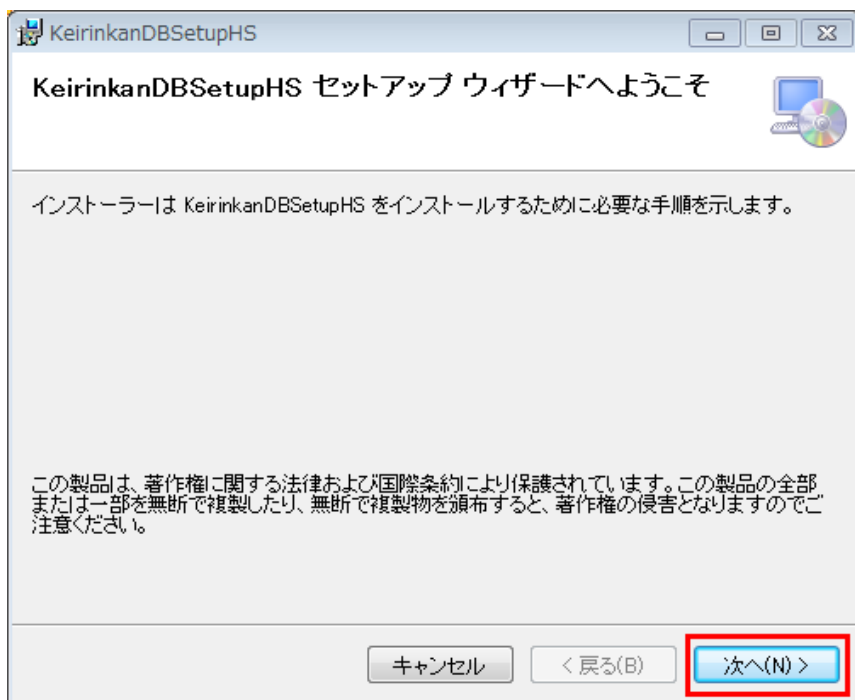 KeirinkanDBSetupHS
KeirinkanDBSetupHS セットアップ ウィザードへようこそ
インストーラーは KeirinkanDBSetupHS をインストールするために必要な手順を示します。
この製品は、著作権に関する法律および国際条約により保護されています。この製品の全部
または一部を無断で複製したり、無断で複製物を頒布すると、著作権の侵害となりますのでご
注意ください。
キャンセル
< 戻る(B)
次へ(N) >